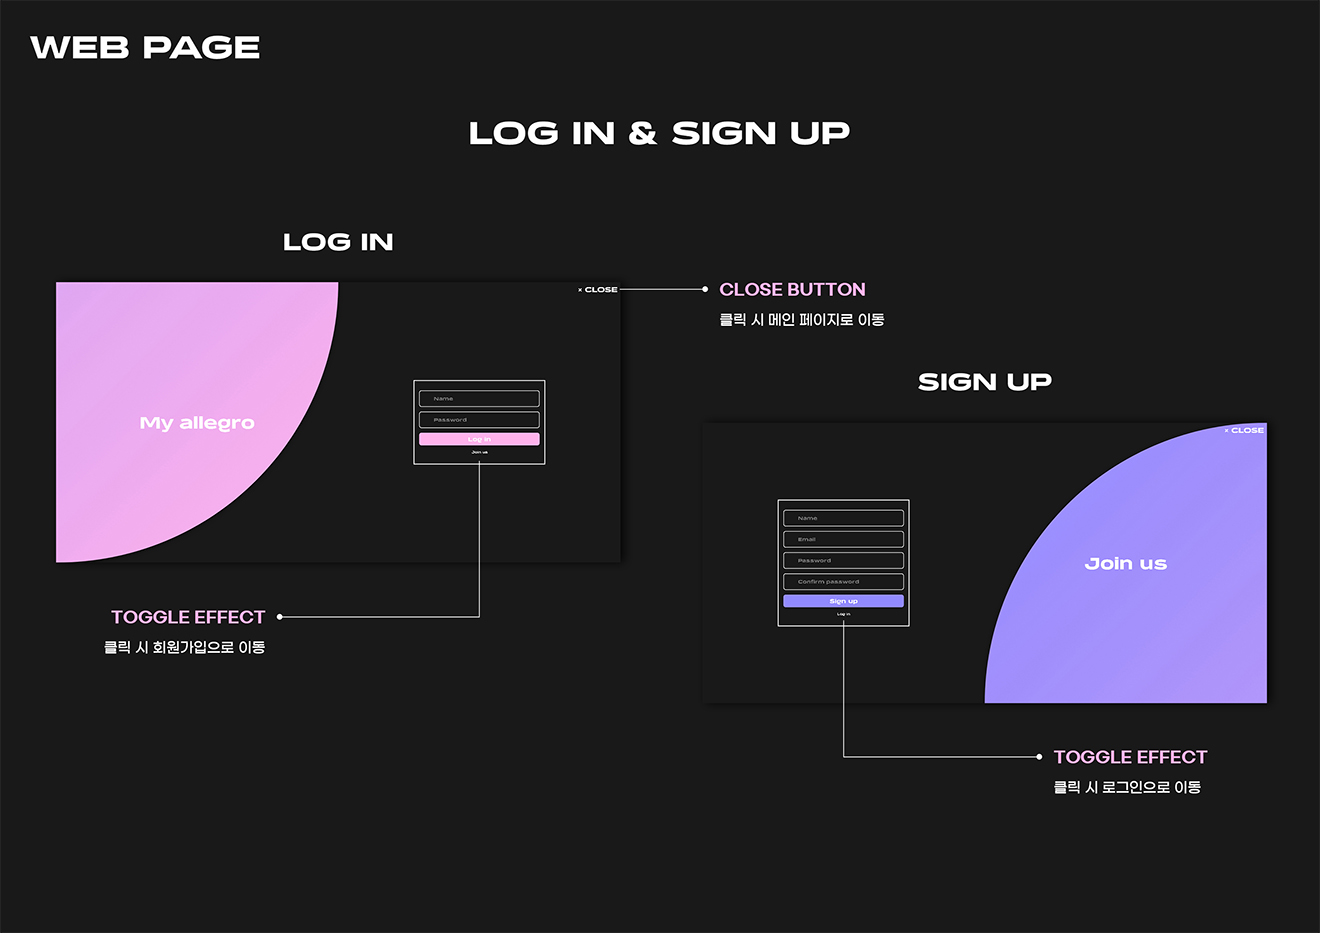 WEB PAGE
LOG IN & SIGN UP
LOG IN
× CLOSE
My allegro
Name
Password
Log in
Join us
CLOSE BUTTON
클릭 시 메인 페이지로 이동
TOGGLE EFFECT
클릭 시 회원가입으로 이동
SIGN UP
× CLOSE
Name
Email
Password
Confirm password
Sign up
Log in
Join us
TOGGLE EFFECT
클릭 시 로그인으로 이동